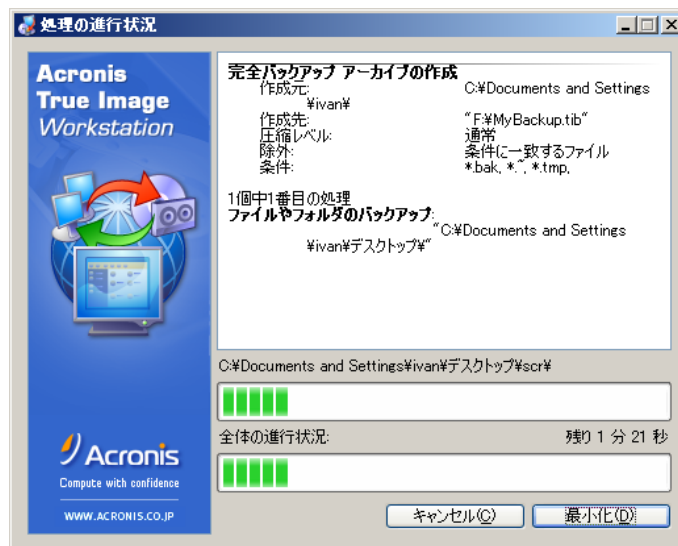 処理の進行状況
Acronis
True Image
Workstation
完全バックアップ アーカイブの作成
作成元: C:¥Documents and Settings
¥ivan¥
作成先: "F:¥MyBackup.tib"
圧縮レベル: 通常
除外: 条件に一致するファイル
条件: *.bak, *.~, *.tmp,
1個中1番目の処理
ファイルやフォルダのバックアップ:
"C:¥Documents and Settings
¥ivan¥デスクトップ¥"
C:¥Documents and Settings¥ivan¥デスクトップ¥scr¥
全体の進行状況: 残り 1 分 21 秒
Acronis
Compute with confidence
WWW.ACRONIS.CO.JP
キャンセル(C) 最小化(D)